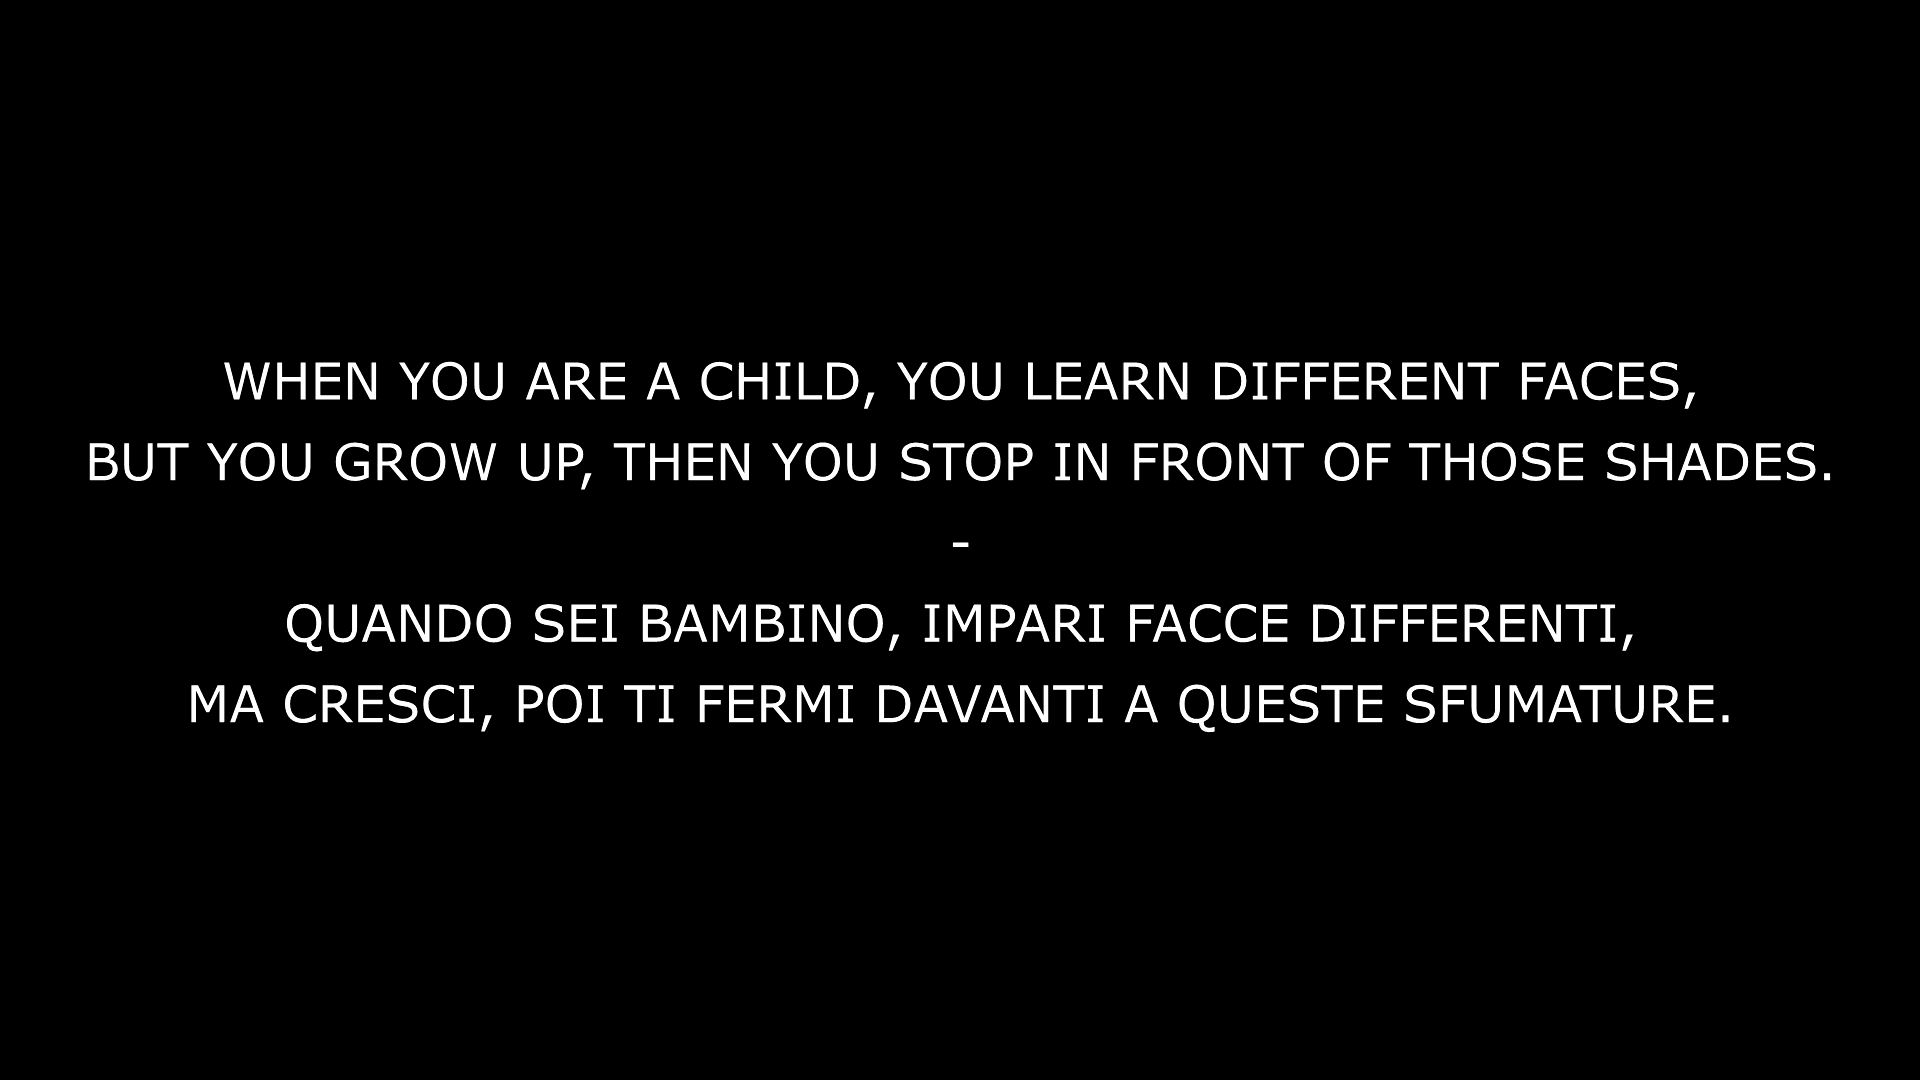 WHEN YOU ARE A CHILD, YOU LEARN DIFFERENT FACES,
BUT YOU GROW UP, THEN YOU STOP IN FRONT OF THOSE SHADES.
-
QUANDO SEI BAMBINO, IMPARI FACCE DIFFERENTI,
MA CRESCI, POI TI FERMI DAVANTI A QUESTE SFUMATURE.